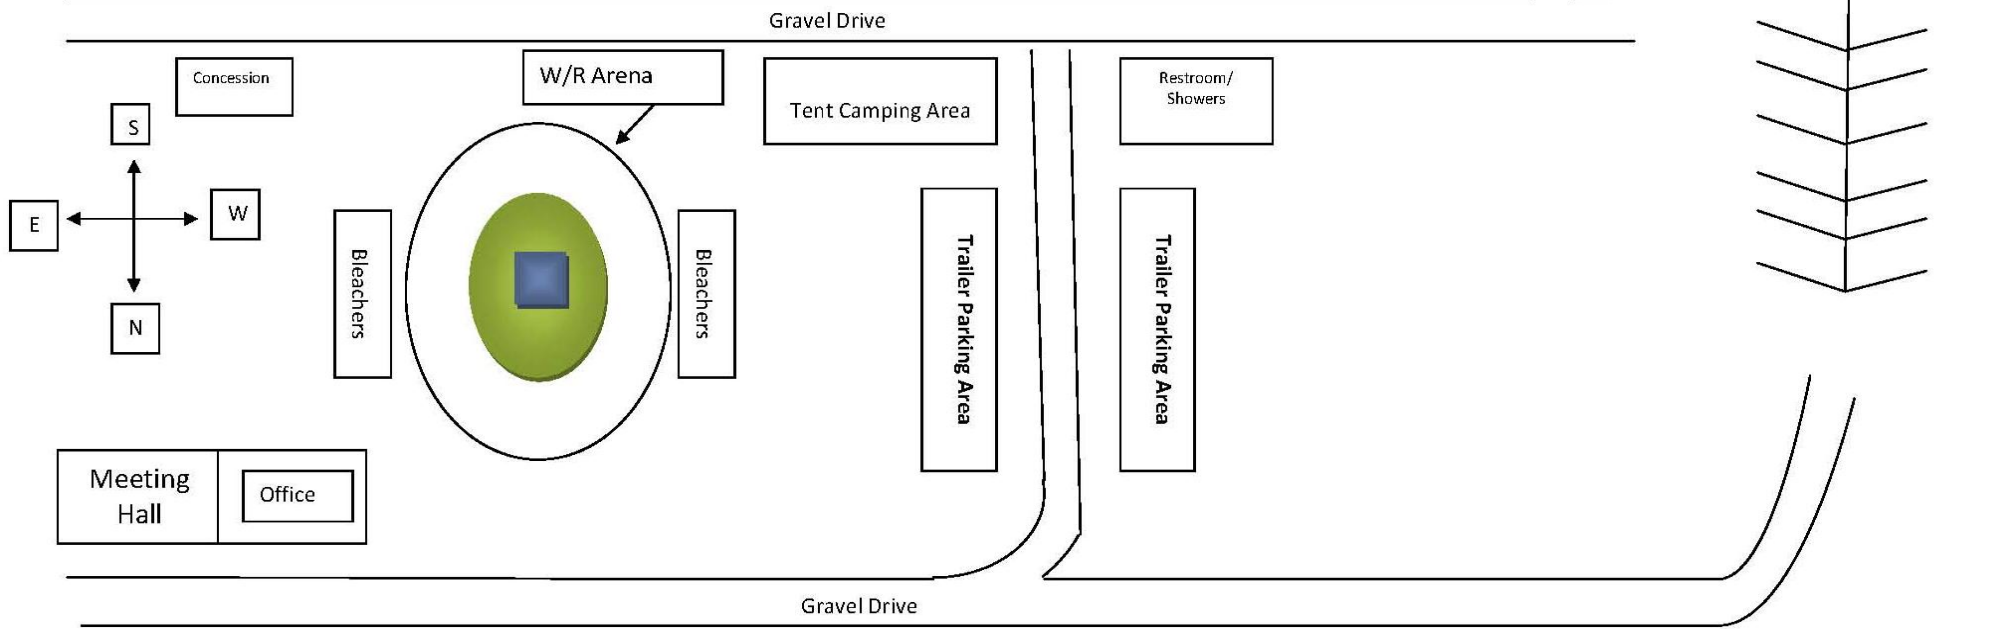 Gravel Drive
Concession
W/R Arena
Tent Camping Area
Restroom/
Showers
S
E
W
N
Bleachers
Bleachers
Trailer Parking Area
Trailer Parking Area
Meeting
Hall
Office
Gravel Drive